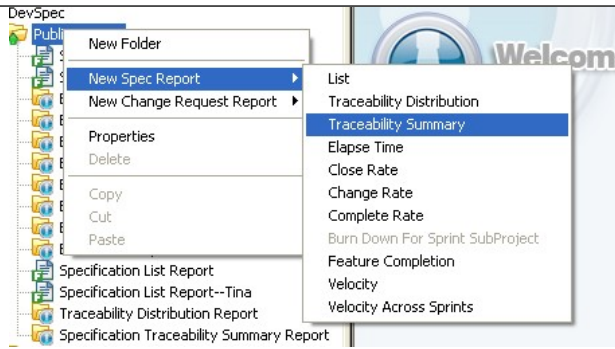 DevSpec
Publi
New Folder
Welcom
New Spec Report
List
New Change Request Report
Traceability Distribution
Traceability Summary
Properties
Elapse Time
Delete
Close Rate
Copy
Change Rate
Cut
Complete Rate
Paste
Burn Down For Sprint SubProject
Feature Completion
Specification List Report
Velocity
Specification List Report--Tina
Velocity Across Sprints
Traceability Distribution Report
Specification Traceability Summary Report